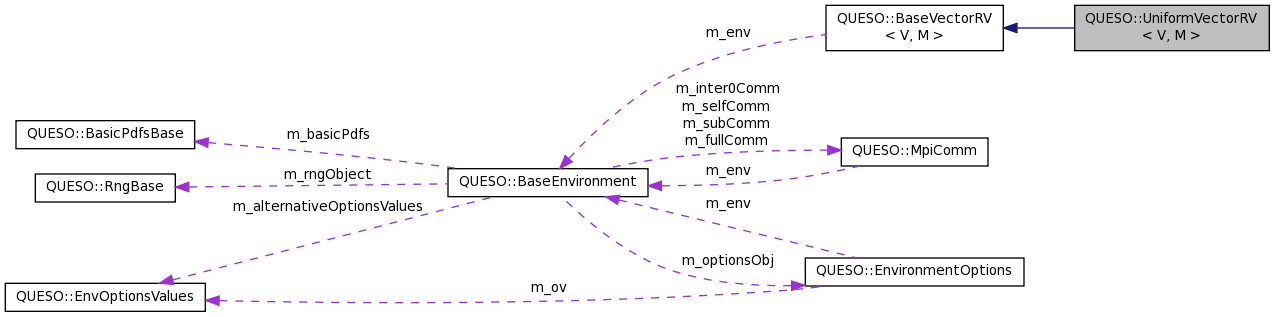 QUESO::BaseVectorRV
< V, M >
QUESO::UniformVectorRV
< V, M >
m_env
m_inter0Comm
m_selfComm
m_subComm
m_fullComm
QUESO::BasicPdfsBase
m_basicPdfs
QUESO::MpiComm
m_rngObject
QUESO::RngBase
QUESO::BaseEnvironment
m_env
m_env
m_alternativeOptionsValues
m_optionsObj
QUESO::EnvironmentOptions
m_ov
QUESO::EnvOptionsValues